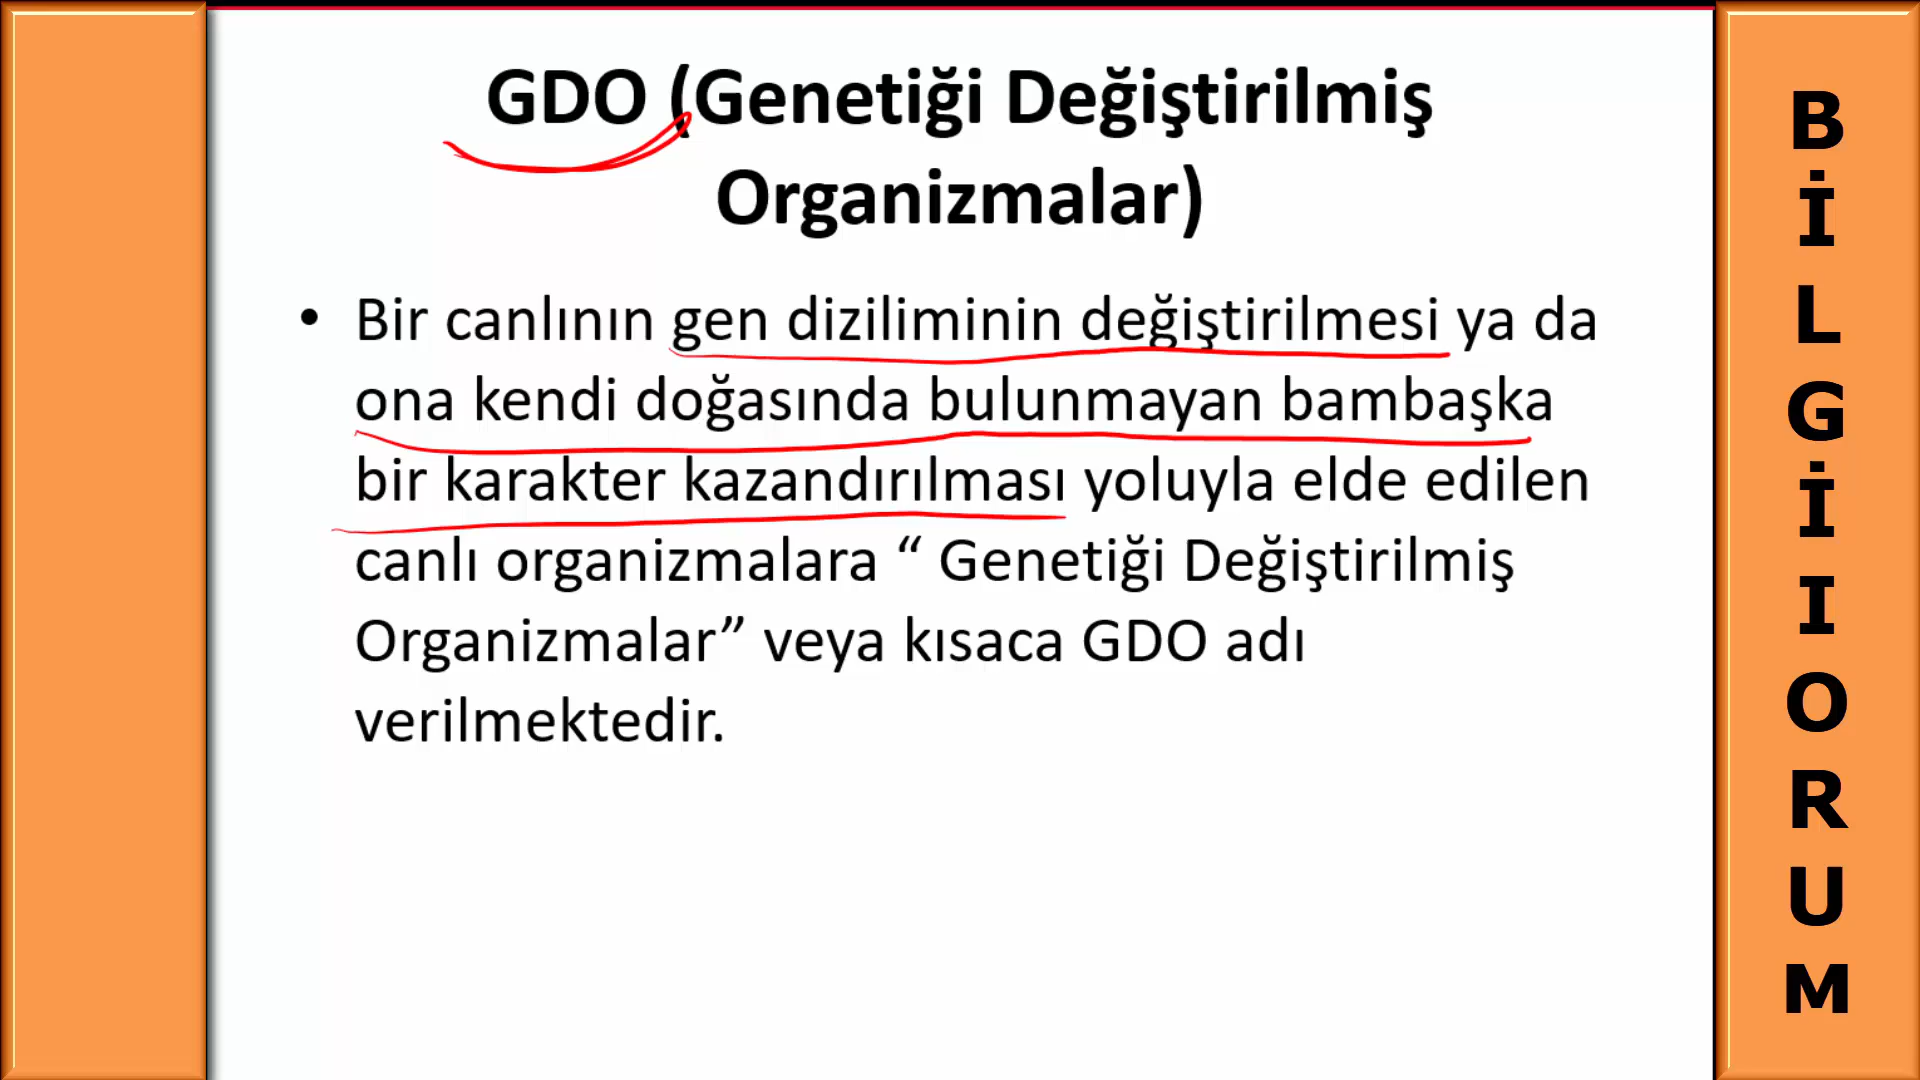 GDO (Genetiği Değiştirilmiş
Organizmalar)
• Bir canlının gen diziliminin değiştirilmesi ya da
ona kendi doğasında bulunmayan bambaşka
bir karakter kazandırılması yoluyla elde edilen
canlı organizmalara “ Genetiği Değiştirilmiş
Organizmalar” veya kısaca GDO adı
verilmektedir.
BİLGİIORUM